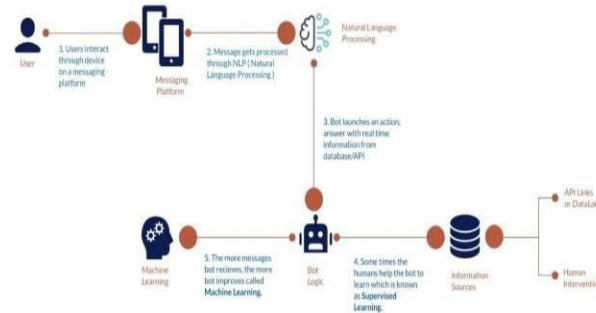 User
1. Users interact
through device
on a messaging
platform
Messaging
Platform
2. Message gets processed
through NLP ( Natural
Language Processing )
Natural Language
Processing
3. Bot launches an action,
answer with real time
information from
database/API
Machine
Learning
5. The more messages
bot recieves, the more
bot improves called
Machine Learning.
Bot
Logic
4. Some times the
humans help the bot to
learn which is known
as Supervised
Learning.
Information
Sources
API Links
or DataLa
Human
Interventio